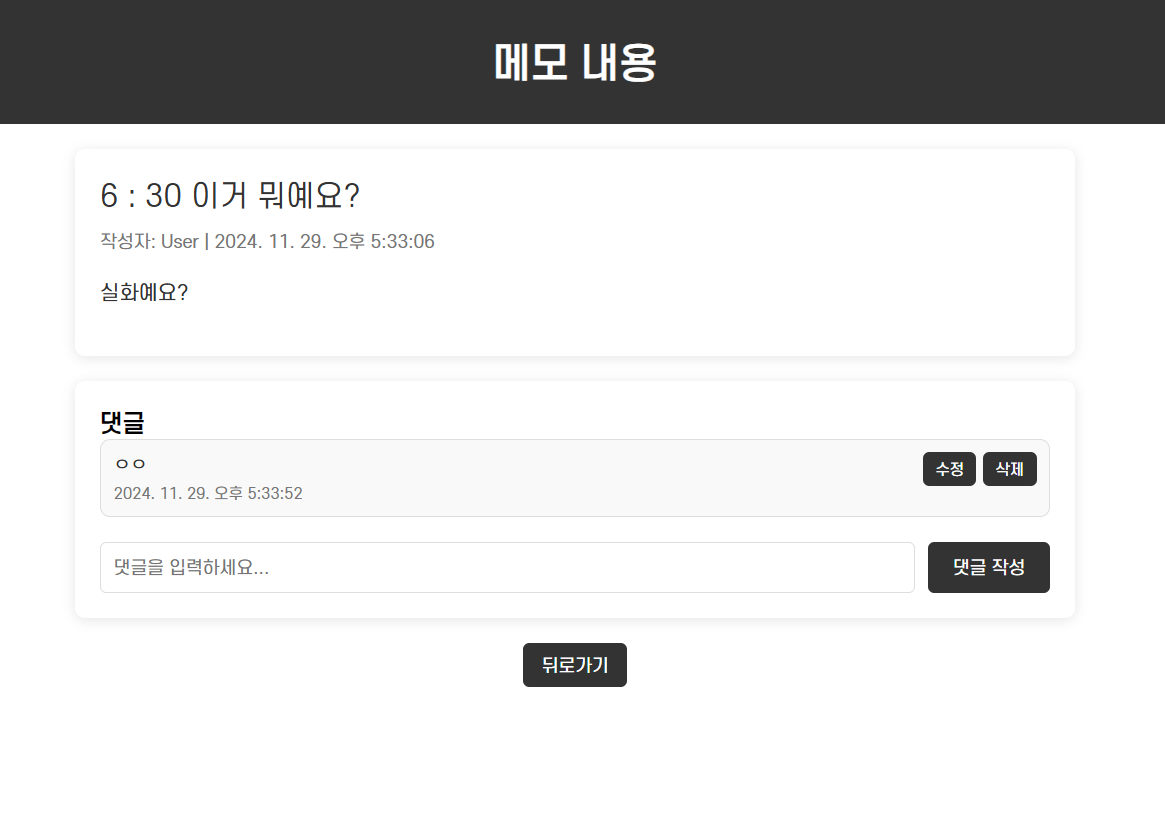 메모 내용
6 : 30 이거 뭐예요?
작성자: User | 2024. 11. 29. 오후 5:33:06
실화예요?
댓글
ㅇㅇ
수정 삭제
2024. 11. 29. 오후 5:33:52
댓글을 입력하세요...
댓글 작성
뒤로가기